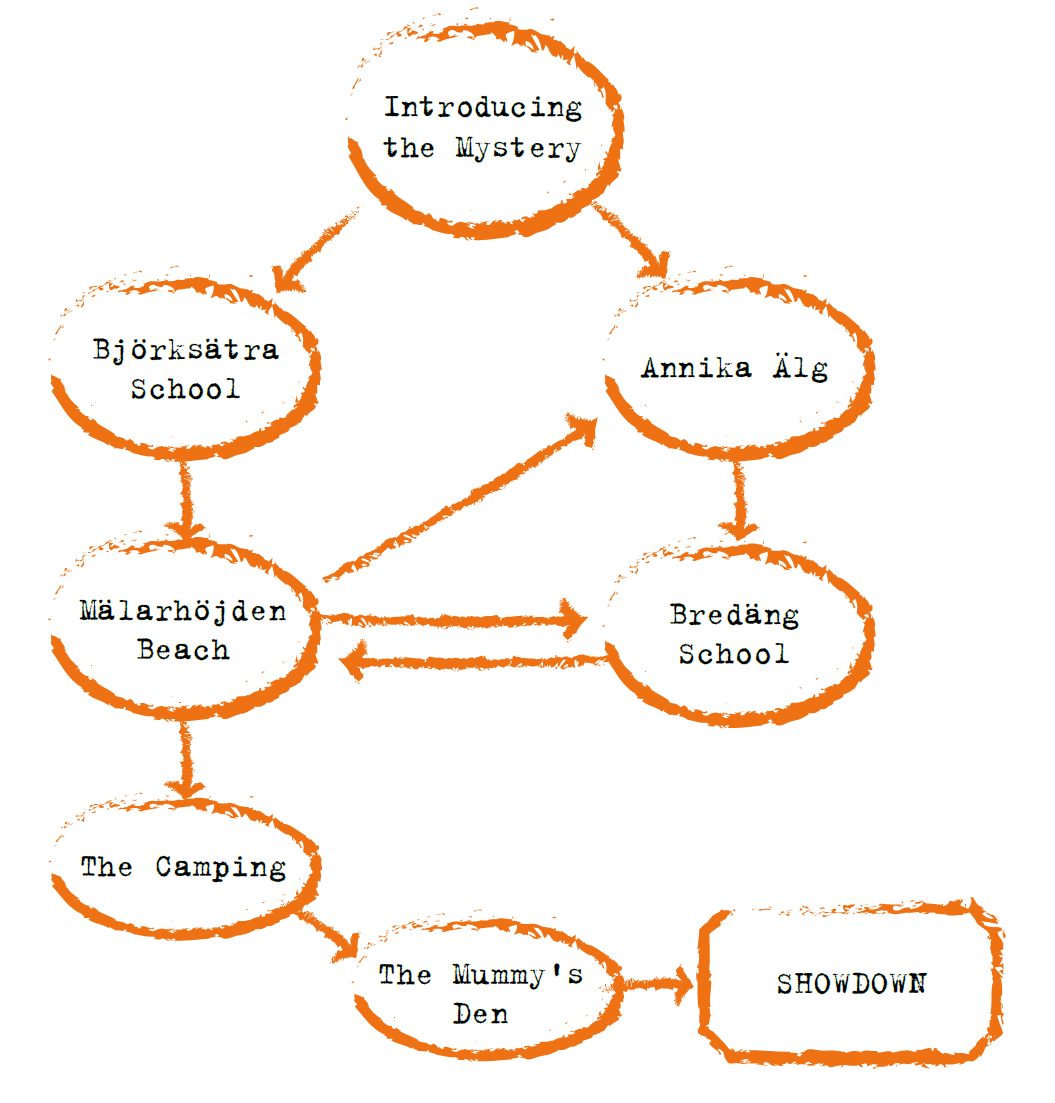 Introducing
the Mystery
Björksätra
School
Annika Älg
Mälarhöjden
Beach
Bredäng
School
The Camping
The Mummy's
Den
SHOWDOWN